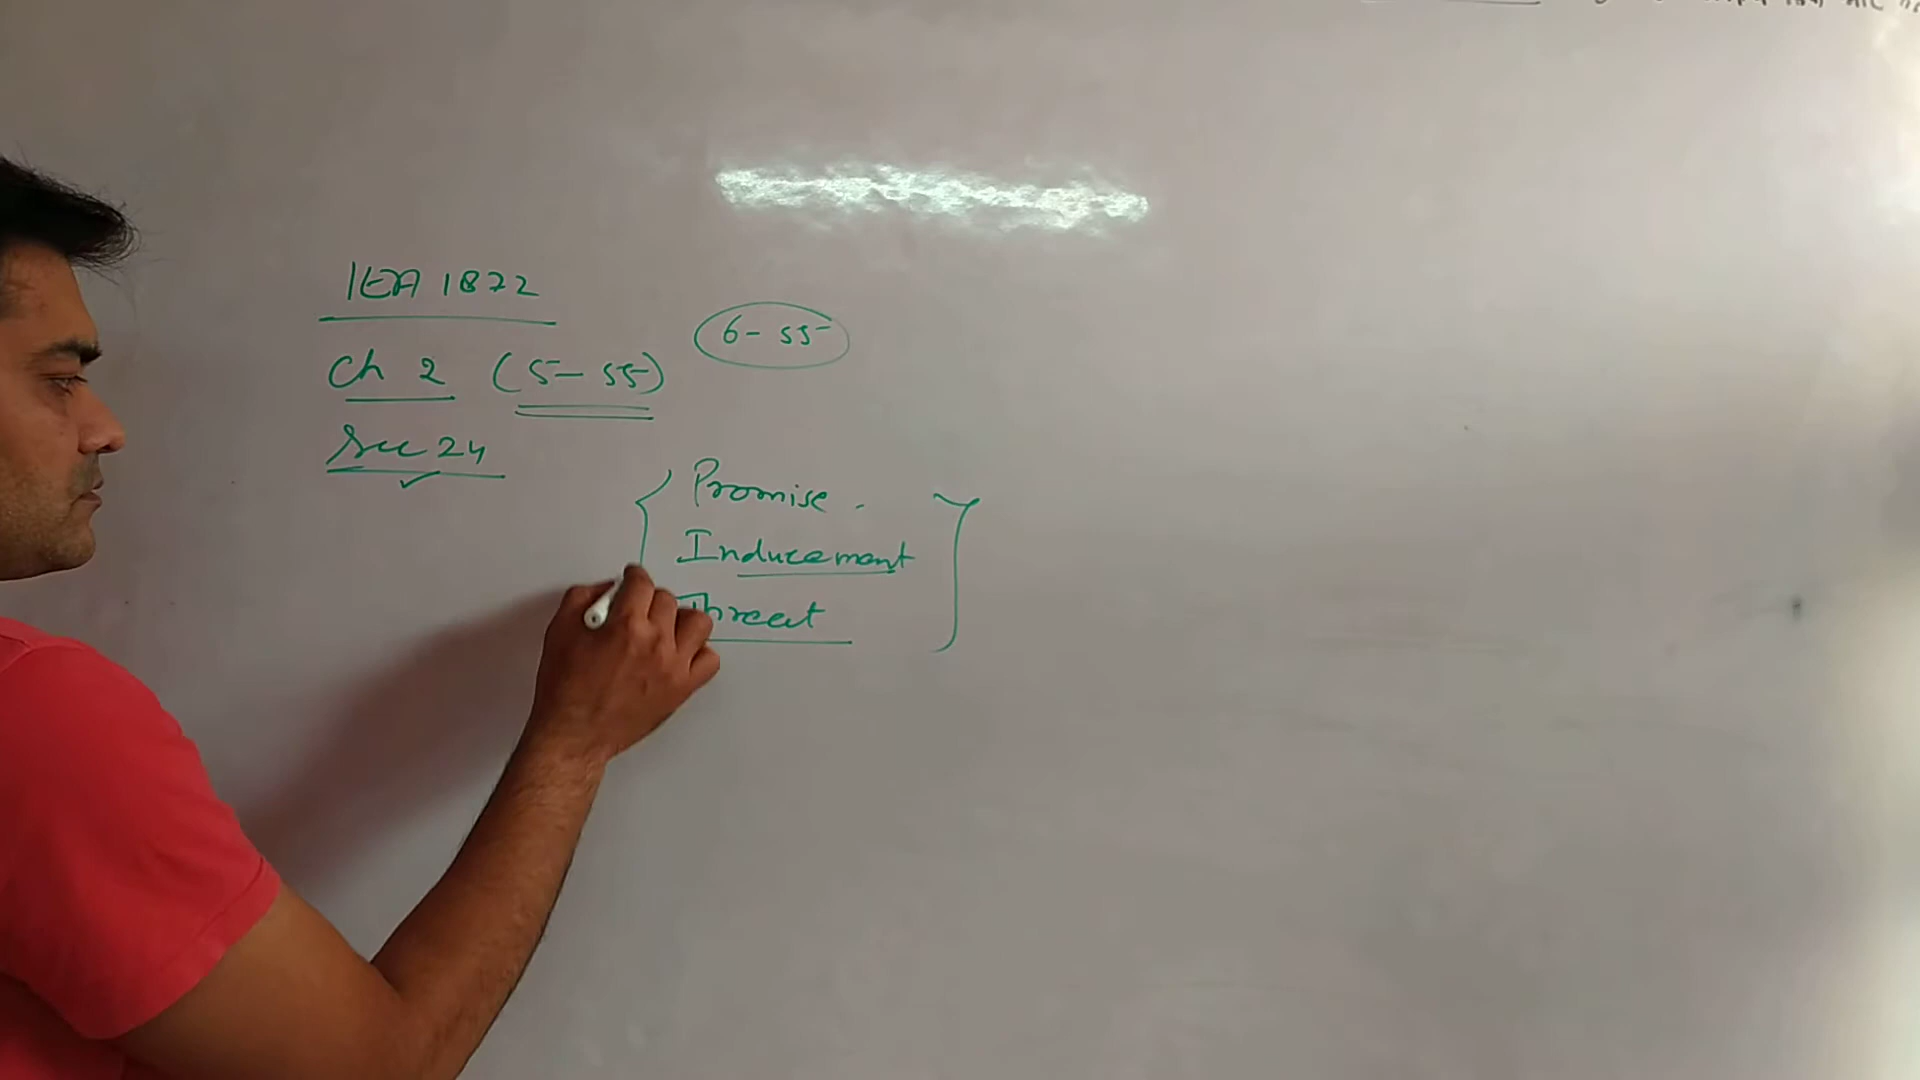 IEA 1872
Ch 2 (5-55)
6-55
Sec 24
Promise.
Inducement
Threat